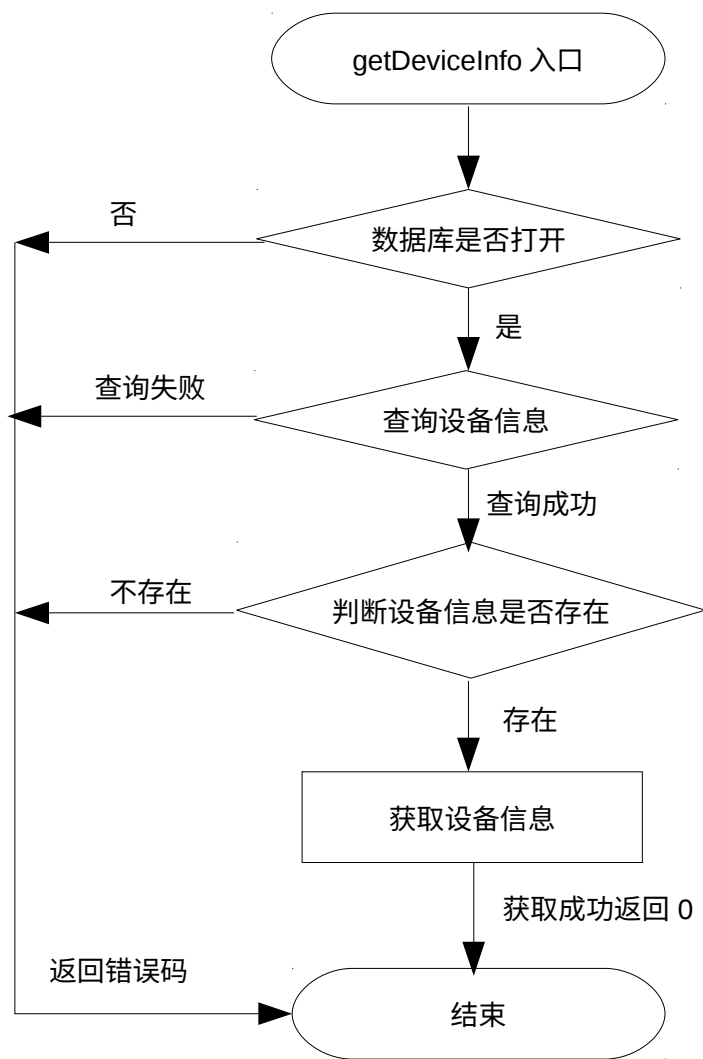 getDeviceInfo 入口
否
数据库是否打开
是
查询失败
查询设备信息
查询成功
不存在
判断设备信息是否存在
存在
获取设备信息
获取成功返回 0
返回错误码
结束